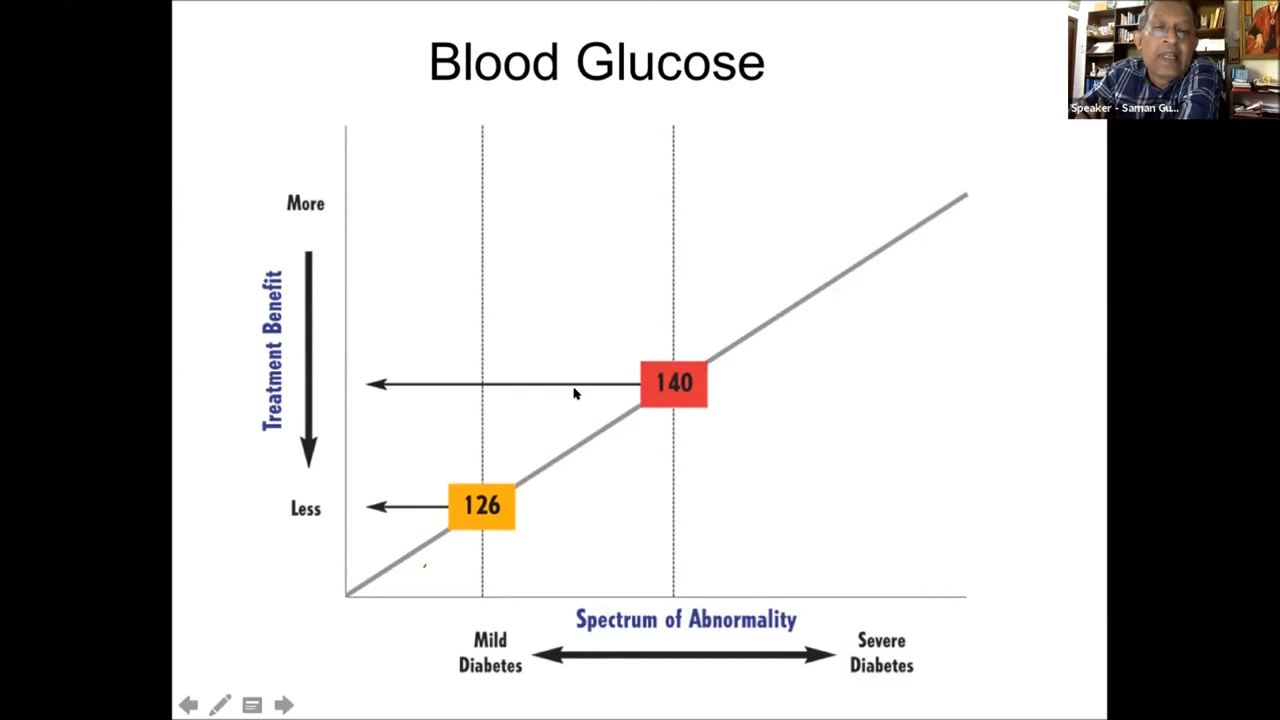 Blood Glucose
Speaker - Saman Gu...
More
Treatment Benefit
Less
140
126
Spectrum of Abnormality
Mild
Diabetes
Severe
Diabetes